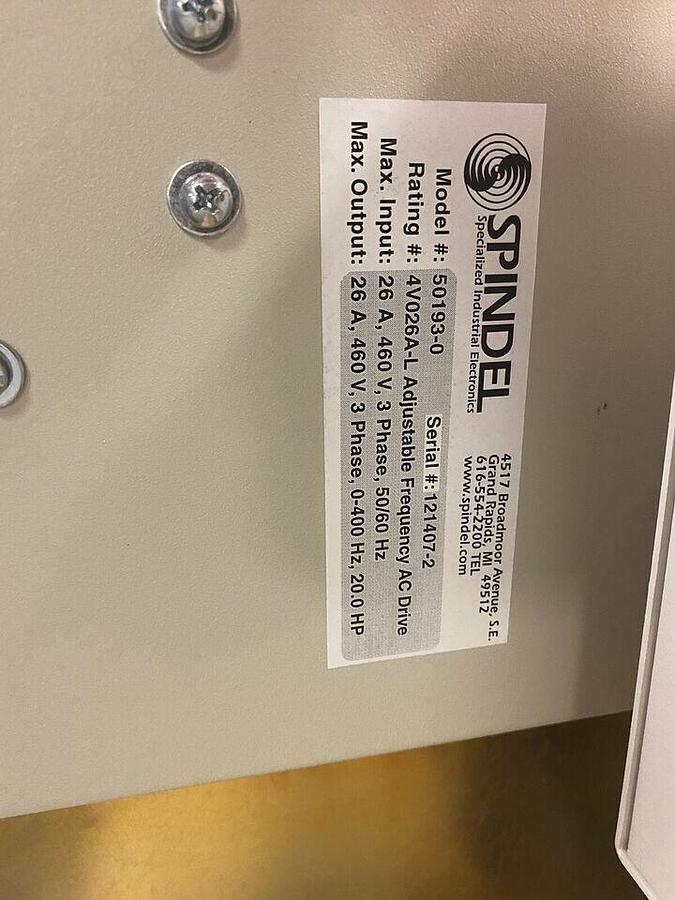 SPINDEL
Specialized Industrial Electronics
4517 Broadmoor Avenue, S.E.
Grand Rapids, MI 49512
616-554-2200 TEL
www.spindel.com
Model #: 50193-0 Serial #: 121407-2
Rating #: 4V026A-L Adjustable Frequency AC Drive
Max. Input: 26 A, 460 V, 3 Phase, 50/60 Hz
Max. Output: 26 A, 460 V, 3 Phase, 0-400 Hz, 20.0 HP